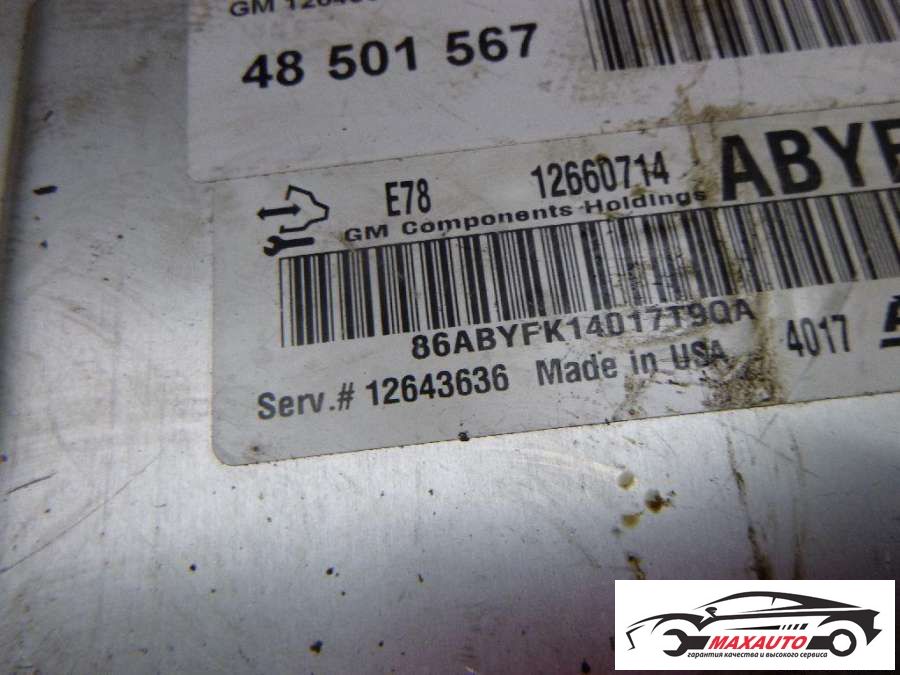 48 501 567
ABYF
E78 12660714
GM Components Holdings
86ABYFK14017T9QA
Serv.# 12643636 Made in USA 4017
MAXAUTO
гарантия качества и высокого сервиса